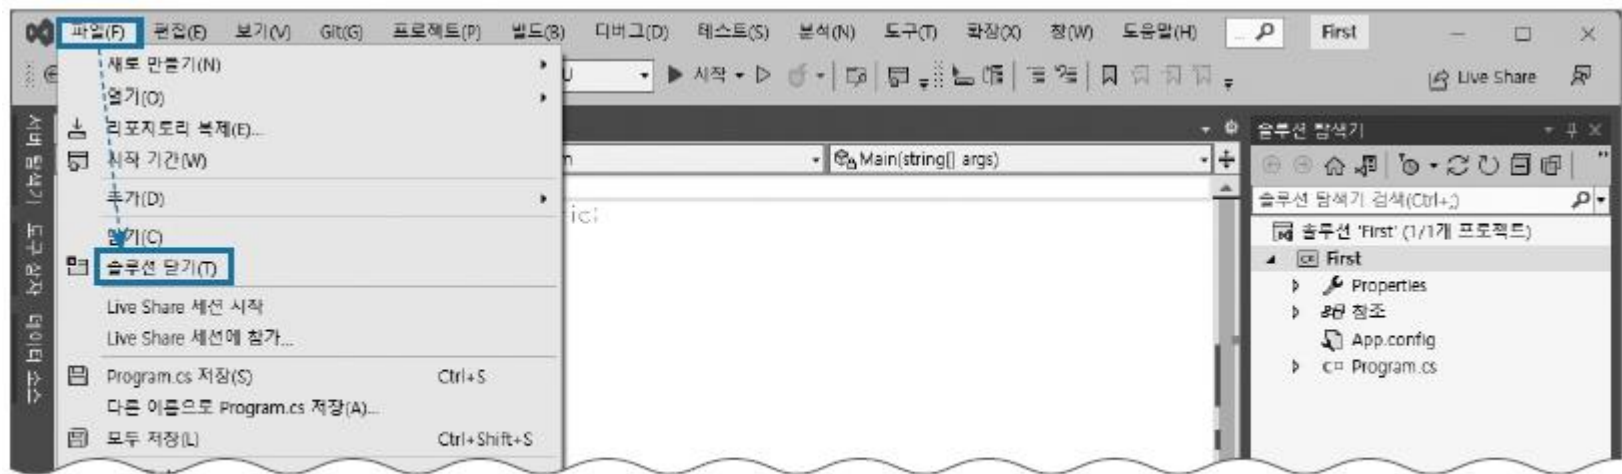 파일(F) 편집(E) 보기(V) Git(G) 프로젝트(P) 빌드(B) 디버그(D) 테스트(S) 분석(N) 도구(T) 확장(X) 창(W) 도움말(H) ... First
시작 Live Share
새로 만들기(N)
열기(O)
리포지토리 복제(E)...
시작 기간(W)
추가(D)
닫기(C)
솔루션 닫기(T)
Live Share 세션 시작
Live Share 세션에 참가...
Program.cs 저장(S) Ctrl+S
다른 이름으로 Program.cs 저장(A)...
모두 저장(L) Ctrl+Shift+S
서버 탐색기 도구 상자 데이터 소스
Main(string[] args)
ic;
솔루션 탐색기
솔루션 탐색기 검색(Ctrl+;)
솔루션 'First' (1/1개 프로젝트)
First
Properties
참조
App.config
C# Program.cs